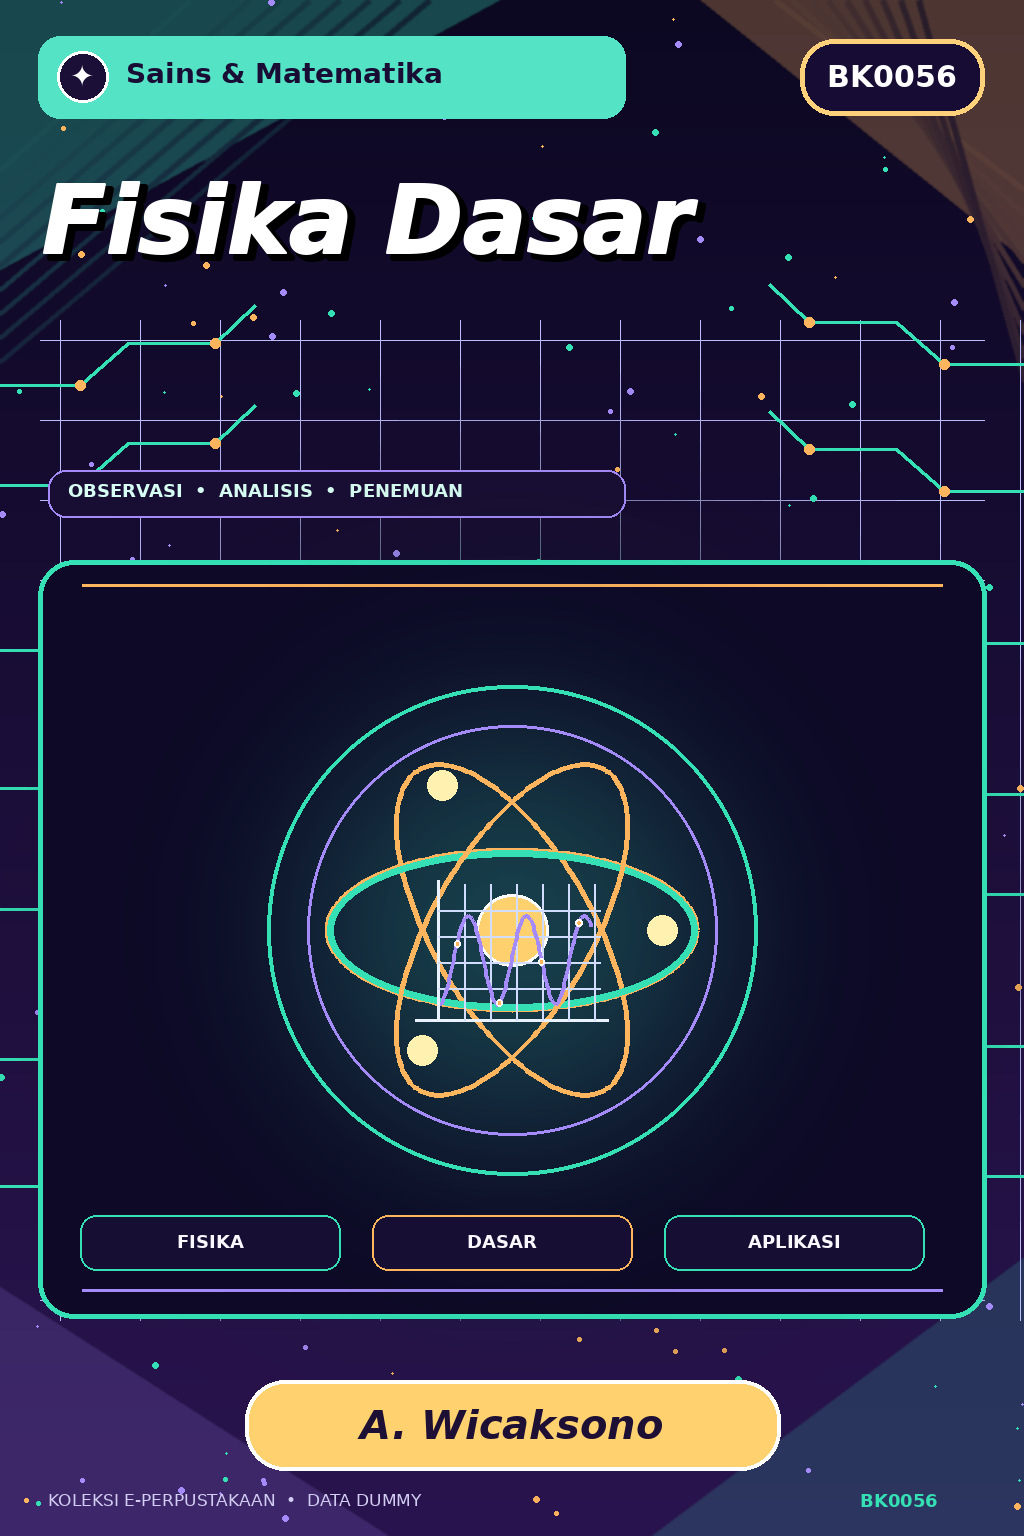 ✦ Sains & Matematika
BK0056
Fisika Dasar
OBSERVASI • ANALISIS • PENEMUAN
FISIKA
DASAR
APLIKASI
A. Wicaksono
KOLEKSI E-PERPUSTAKAAN • DATA DUMMY
BK0056